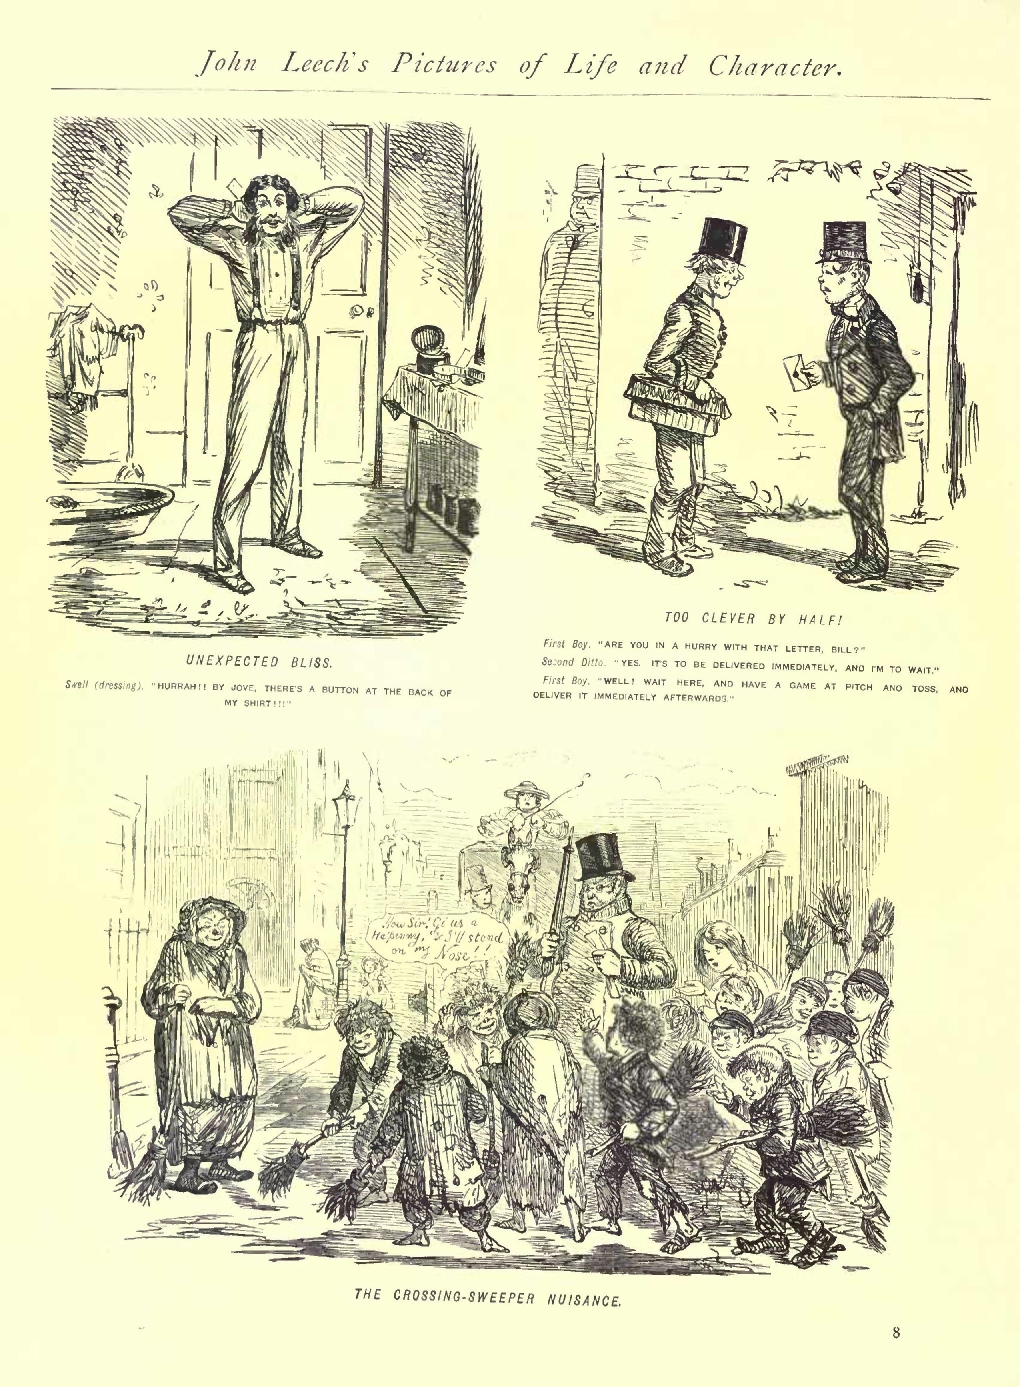 John Leech's Pictures of Life and Character.
UNEXPECTED BLISS.
Swell (dressing). "HURRAH!! BY JOVE, THERE'S A BUTTON AT THE BACK OF
MY SHIRT!!!"
TOO CLEVER BY HALF!
First Boy. "ARE YOU IN A HURRY WITH THAT LETTER, BILL?"
Second Ditto. "YES. IT'S TO BE DELIVERED IMMEDIATELY, AND I'M TO WAIT."
First Boy. "WELL! WAIT HERE, AND HAVE A GAME AT PITCH AND TOSS, AND
DELIVER IT IMMEDIATELY AFTERWARDS."
Now Sir! Gi' us a
Ha'penny, & I'll stand
on my Nose!
THE CROSSING-SWEEPER NUISANCE.
8